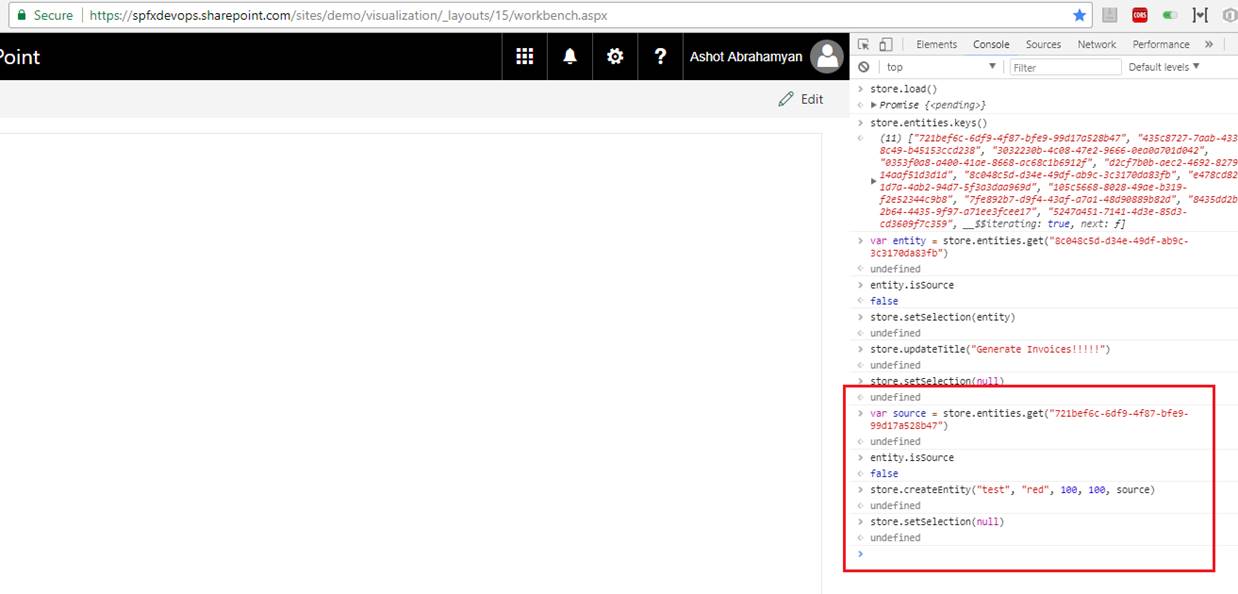 Secure https://spfxdevops.sharepoint.com/sites/demo/visualization/_layouts/15/workbench.aspx
CORS
Point ? Ashot Abrahamyan
Edit
Elements Console Sources Network Performance »
top Filter Default levels
> store.load()
Promise {<pending>}
> store.entities.keys()
(11) ["721bef6c-6df9-4f87-bfe9-99d17a528b47", "435c8727-7aab-433
8c49-b45153ccd238", "3032230b-4c08-47e2-9666-0ea0a701d042",
"0353f0a8-a400-41ae-8668-ac68c1b6912f", "d2cf7b0b-aec2-4692-8279
14aaf51d3d1d", "8c048c5d-d34e-49df-ab9c-3c3170da83fb", "e478cd82
1d7a-4ab2-94d7-5f3a3daa969d", "105c5668-8028-49ae-b319-
f2e52344c9b8", "7fe892b7-d9f4-43af-a7a1-48d90889b82d", "8435dd2b
2b64-4435-9f97-a71ee3fcee17", "5247a451-7141-4d3e-85d3-
cd3609f7c359", __$$iterating: true, next: ƒ]
> var entity = store.entities.get("8c048c5d-d34e-49df-ab9c-
3c3170da83fb")
undefined
> entity.isSource
false
> store.setSelection(entity)
undefined
> store.updateTitle("Generate Invoices!!!!!")
undefined
> store.setSelection(null)
undefined
> var source = store.entities.get("721bef6c-6df9-4f87-bfe9-
99d17a528b47")
undefined
> entity.isSource
false
> store.createEntity("test", "red", 100, 100, source)
undefined
> store.setSelection(null)
undefined
>